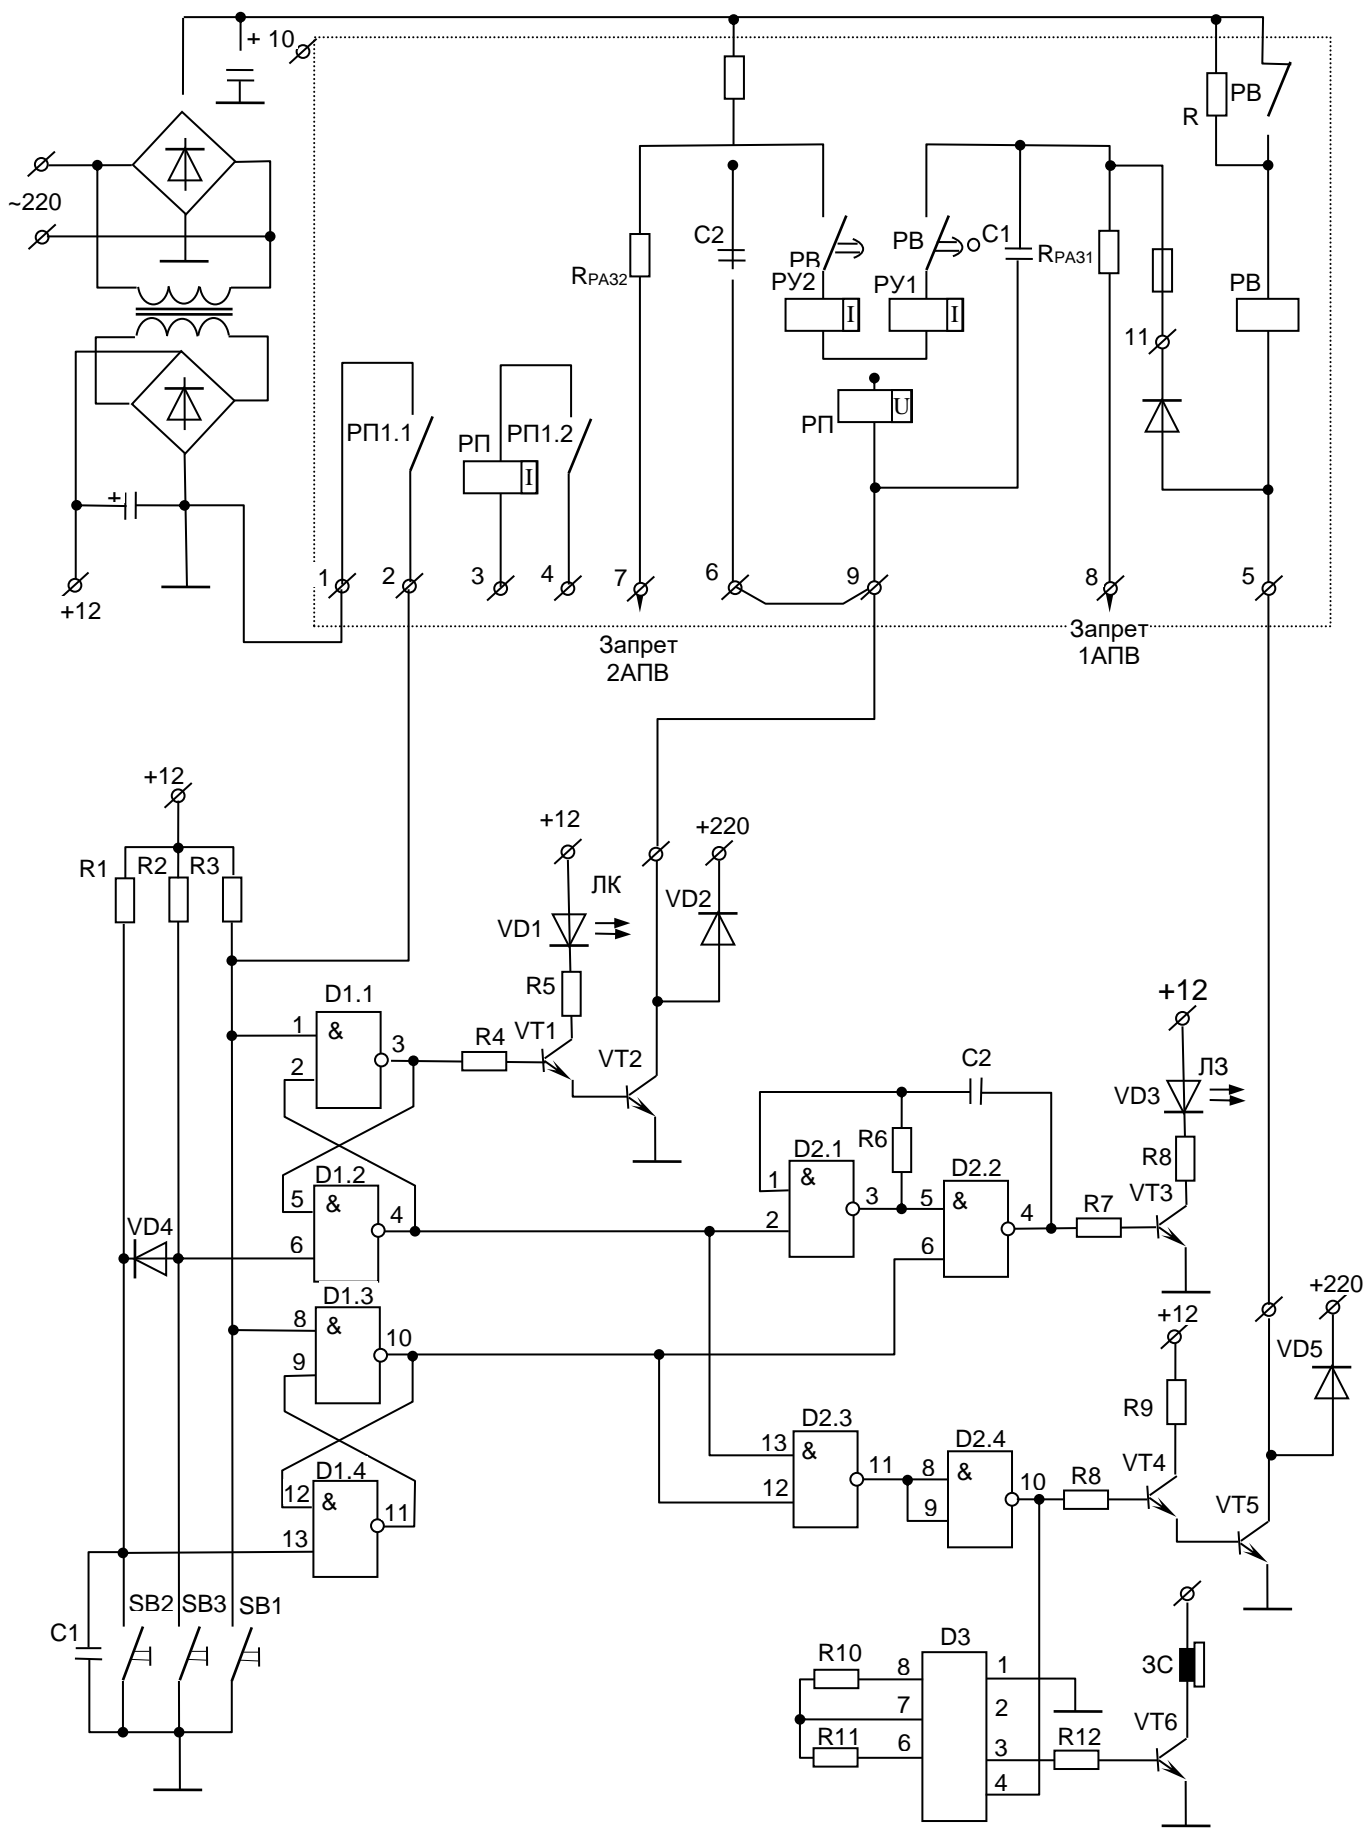 + 10
~220
R
РВ
C2
РВ
РУ2
I
РВ
РУ1
I
C1
RРАЗ1
RРАЗ2
11
РВ
РП
U
РП1.1
РП
I
РП1.2
+
+12
1
2
3
4
7
6
9
8
5
Запрет
2АПВ
Запрет
1АПВ
+12
R1
R2
R3
+12
ЛК
VD1
+220
VD2
R5
D1.1
1
&
2
3
R4
VT1
VT2
D1.2
5
&
6
4
VD4
D1.3
8
&
9
10
D1.4
12
&
13
11
C2
R6
D2.1
1
&
2
3
D2.2
5
&
6
4
R7
+12
ЛЗ
VD3
R8
VT3
+12
R9
+220
VD5
D2.3
13
&
12
11
D2.4
8
&
9
10
R8
VT4
VT5
SB2
SB3
SB1
C1
D3
R10
8
7
R11
6
1
2
3
4
R12
ЗС
VT6